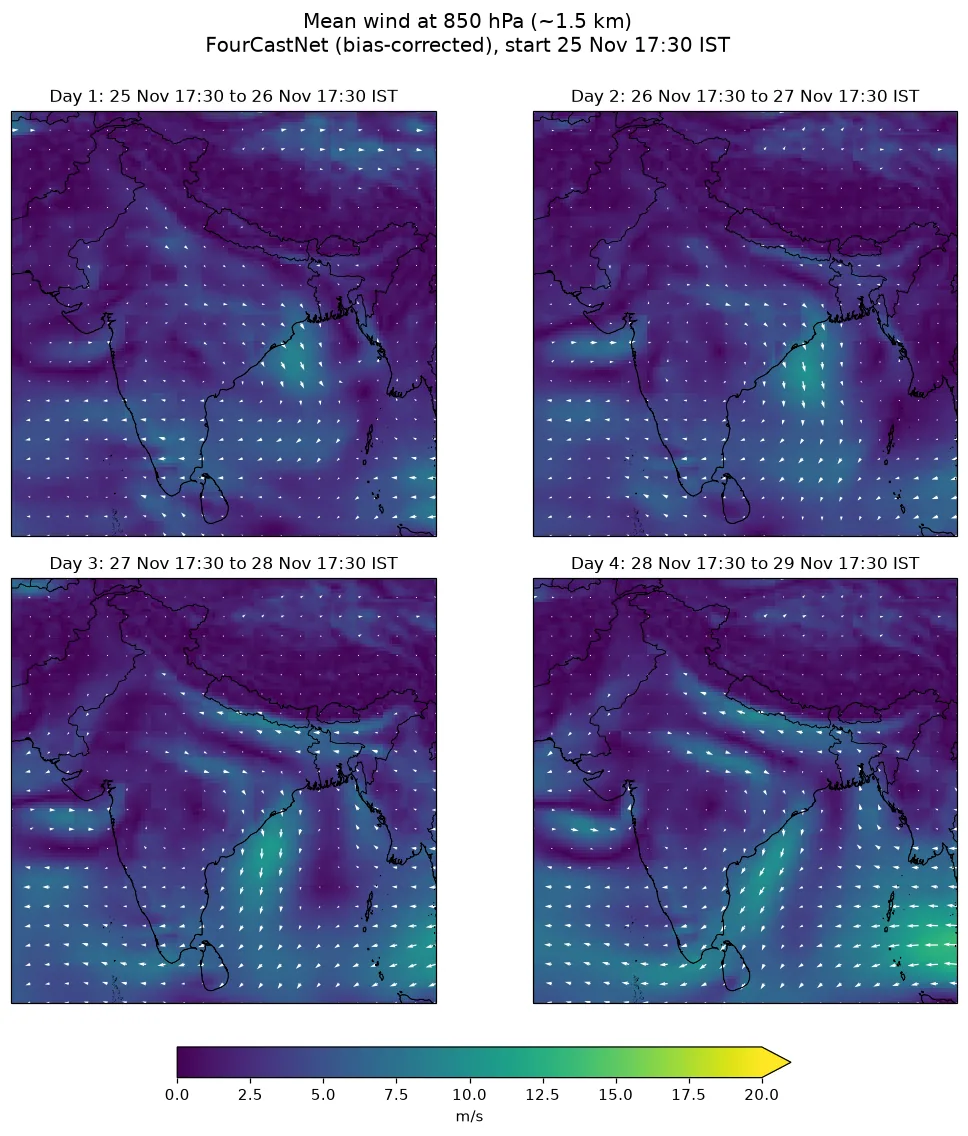 Mean wind at 850 hPa (~1.5 km)
FourCastNet (bias-corrected), start 25 Nov 17:30 IST
Day 1: 25 Nov 17:30 to 26 Nov 17:30 IST
Day 2: 26 Nov 17:30 to 27 Nov 17:30 IST
Day 3: 27 Nov 17:30 to 28 Nov 17:30 IST
Day 4: 28 Nov 17:30 to 29 Nov 17:30 IST
0.0 2.5 5.0 7.5 10.0 12.5 15.0 17.5 20.0
m/s